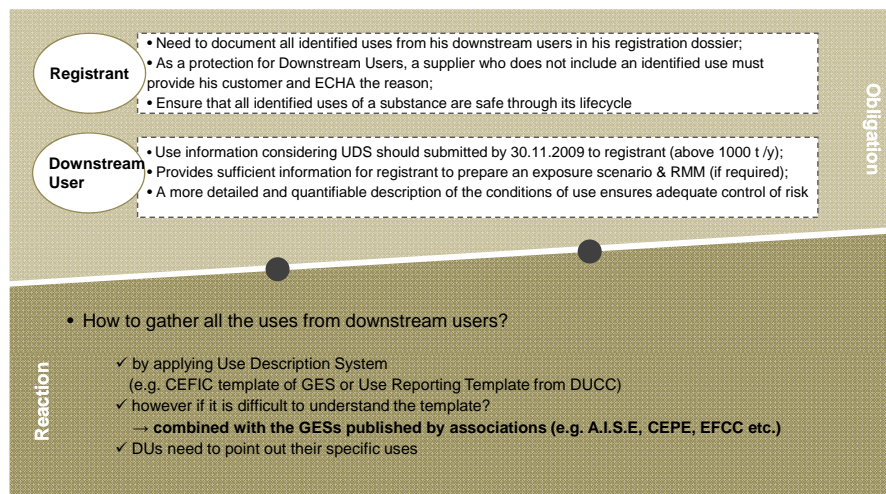 Registrant
• Need to document all identified uses from his downstream users in his registration dossier;
• As a protection for Downstream Users, a supplier who does not include an identified use must
provide his customer and ECHA the reason;
• Ensure that all identified uses of a substance are safe through its lifecycle
Obligation
Downstream
User
• Use information considering UDS should submitted by 30.11.2009 to registrant (above 1000 t /y);
• Provides sufficient information for registrant to prepare an exposure scenario & RMM (if required);
• A more detailed and quantifiable description of the conditions of use ensures adequate control of risk
Reaction
• How to gather all the uses from downstream users?
✓ by applying Use Description System
(e.g. CEFIC template of GES or Use Reporting Template from DUCC)
✓ however if it is difficult to understand the template?
→ combined with the GESs published by associations (e.g. A.I.S.E, CEPE, EFCC etc.)
✓ DUs need to point out their specific uses